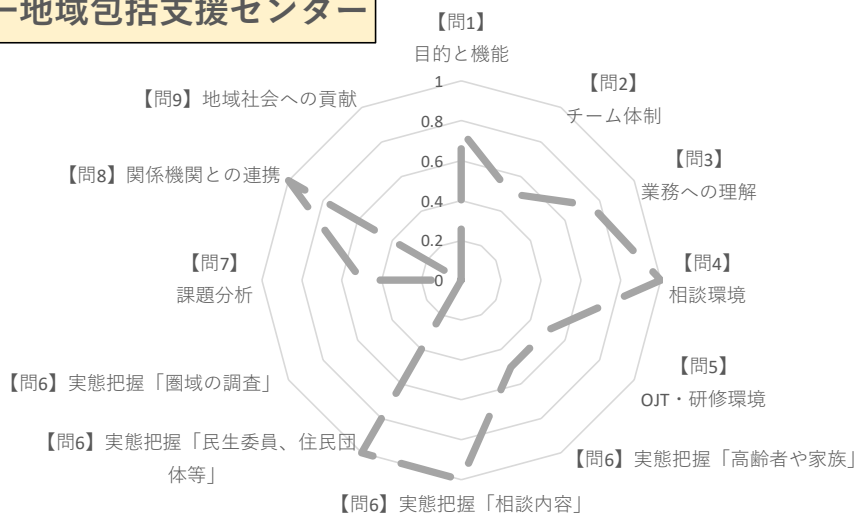 ー地域包括支援センター
【問1】
目的と機能
【問2】
チーム体制
【問3】
業務への理解
【問4】
相談環境
【問5】
OJT・研修環境
【問6】実態把握「高齢者や家族」
【問6】実態把握「相談内容」
【問6】実態把握「民生委員、住民団
体等」
【問6】実態把握「圏域の調査」
【問7】
課題分析
【問8】関係機関との連携
【問9】地域社会への貢献
1
0.8
0.6
0.4
0.2
0